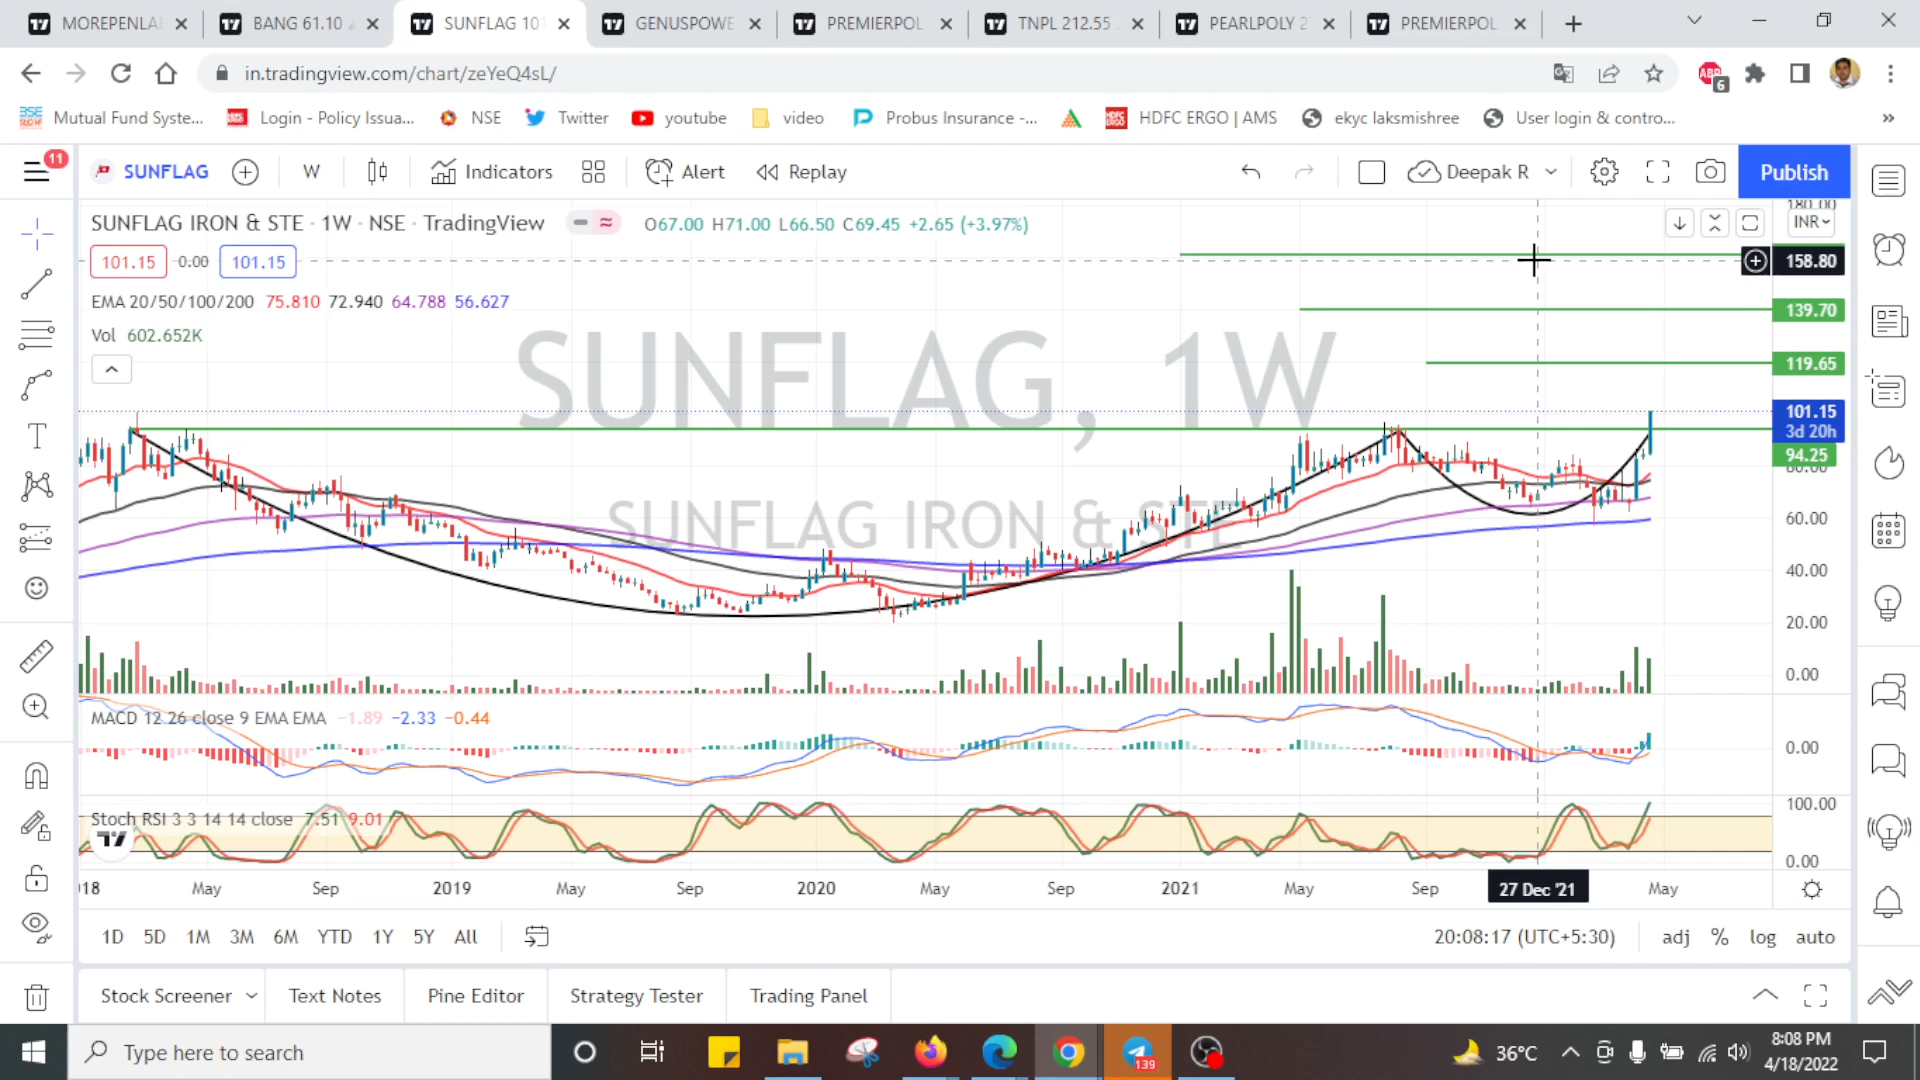 MOREPENLA
BANG 61.10
SUNFLAG 101
GENUSPOWE
PREMIERPOL
TNPL 212.55
PEARLPOLY 2
PREMIERPOL
in.tradingview.com/chart/zeYeQ4sL/
ABP
6
Mutual Fund Syste...
Login - Policy Issua...
NSE
Twitter
youtube
video
Probus Insurance -...
HDFC ERGO | AMS
ekyc laksmishree
User login & contro...
»
11
SUNFLAG
W
Indicators
Alert
Replay
Deepak R
Publish
SUNFLAG IRON & STE · 1W · NSE · TradingView
O67.00 H71.00 L66.50 C69.45 +2.65 (+3.97%)
180.00
INR
101.15
0.00
101.15
158.80
EMA 20/50/100/200 75.810 72.940 64.788 56.627
139.70
Vol 602.652K
119.65
SUNFLAG, 1W
SUNFLAG IRON & STE
101.15
3d 20h
94.25
80.00
60.00
40.00
20.00
0.00
MACD 12 26 close 9 EMA EMA −1.89 −2.33 −0.44
0.00
Stoch RSI 3 3 14 14 close 7.51 9.01
100.00
0.00
018 May Sep 2019 May Sep 2020 May Sep 2021 May Sep 27 Dec '21 May
1D 5D 1M 3M 6M YTD 1Y 5Y All
20:08:17 (UTC+5:30)
adj % log auto
Stock Screener
Text Notes
Pine Editor
Strategy Tester
Trading Panel
Type here to search
139
36°C
8:08 PM
4/18/2022